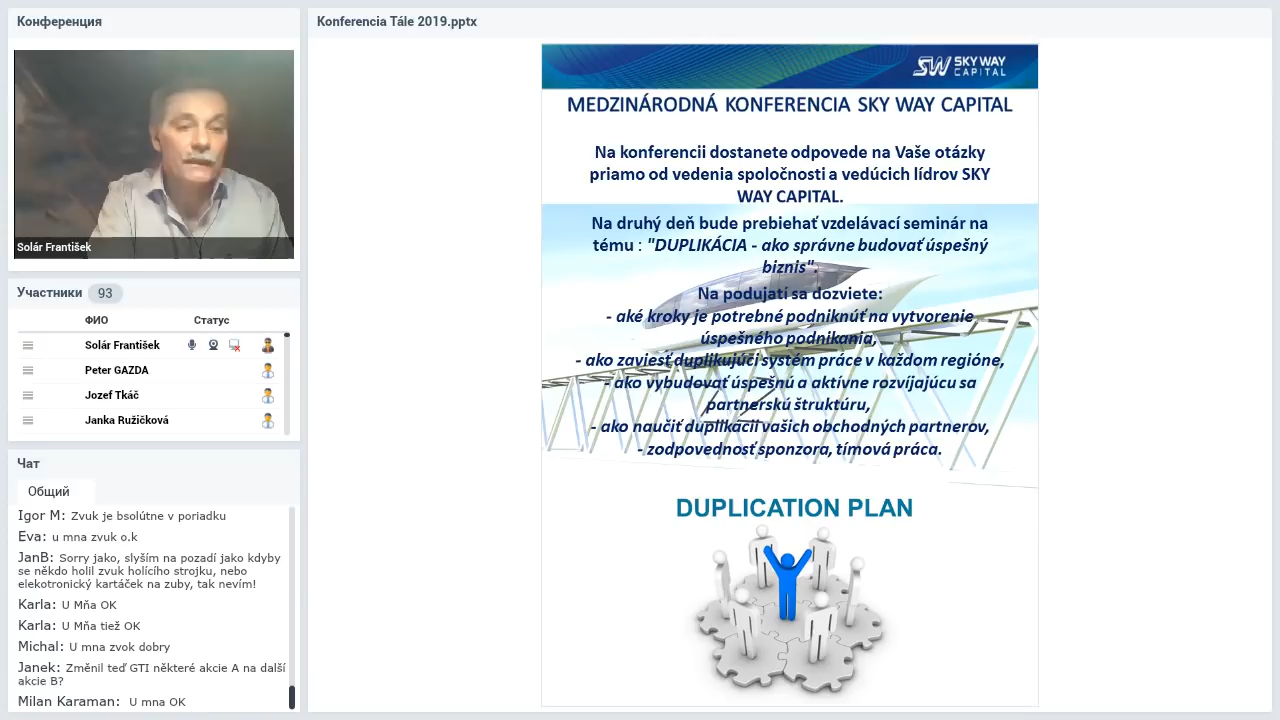 Конференция
Solár František
Участники 93
ФИО Статус
Solár František
Peter GAZDA
Jozef Tkáč
Janka Ružičková
Чат
Общий
Igor M: Zvuk je bsolútne v poriadku
Eva: u mna zvuk o.k
JanB: Sorry jako, slyším na pozadí jako kdyby
se někdo holil zvuk holícího strojku, nebo
elekotronický kartáček na zuby, tak nevím!
Karla: U Mňa OK
Karla: U Mňa tiež OK
Michal: U mna zvok dobry
Janek: Změnil teď GTI některé akcie A na další
akcie B?
Milan Karaman: U mna OK
Konferencia Tále 2019.pptx
SW SKY WAY
CAPITAL
MEDZINÁRODNÁ KONFERENCIA SKY WAY CAPITAL
Na konferencii dostanete odpovede na Vaše otázky
priamo od vedenia spoločnosti a vedúcich lídrov SKY
WAY CAPITAL.
Na druhý deň bude prebiehať vzdelávací seminár na
tému : "DUPLIKÁCIA - ako správne budovať úspešný
biznis".
Na podujatí sa dozviete:
- aké kroky je potrebné podniknúť na vytvorenie
úspešného podnikania,
- ako zaviesť duplikujúci systém práce v každom regióne,
- ako vybudovať úspešnú a aktívne rozvíjajúcu sa
partnerskú štruktúru,
- ako naučiť duplikácii vašich obchodných partnerov,
- zodpovednosť sponzora, tímová práca.
DUPLICATION PLAN